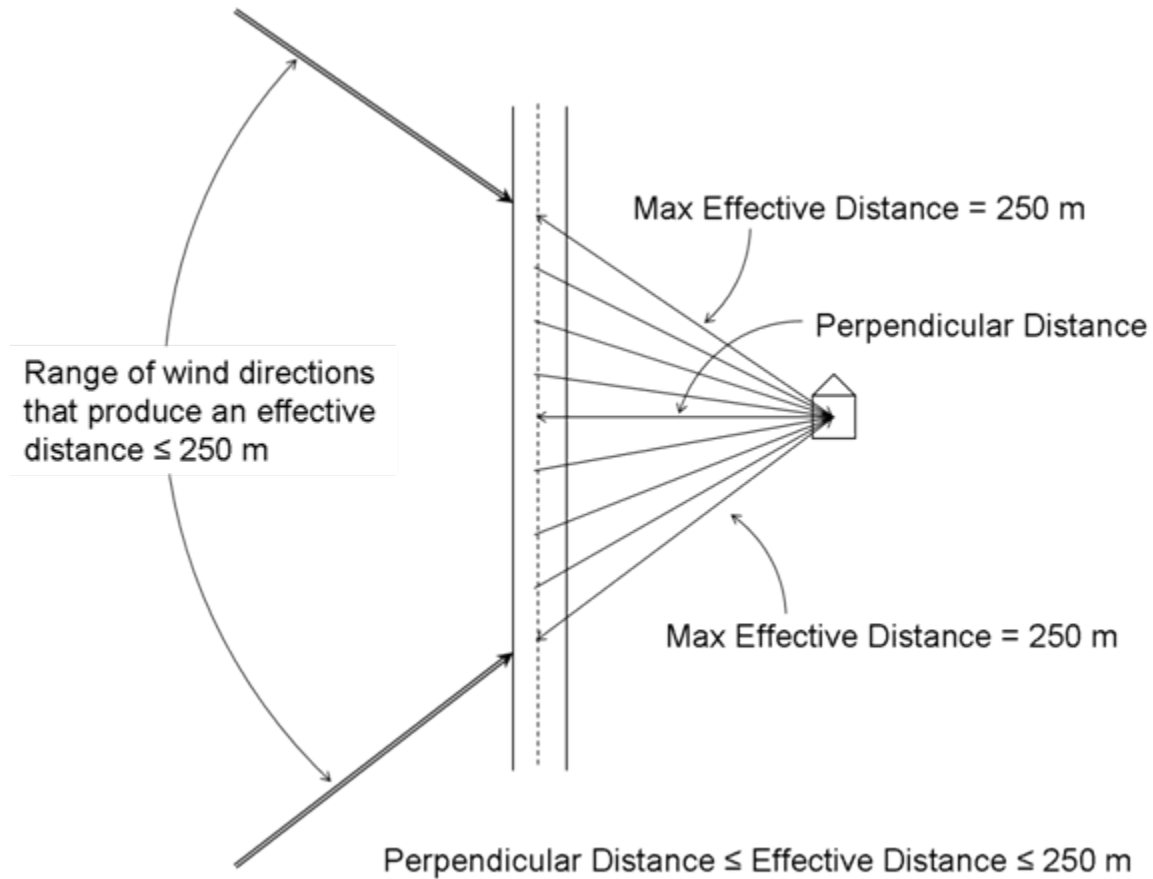 Max Effective Distance = 250 m
Perpendicular Distance
Range of wind directions
that produce an effective
distance ≤ 250 m
Max Effective Distance = 250 m
Perpendicular Distance ≤ Effective Distance ≤ 250 m